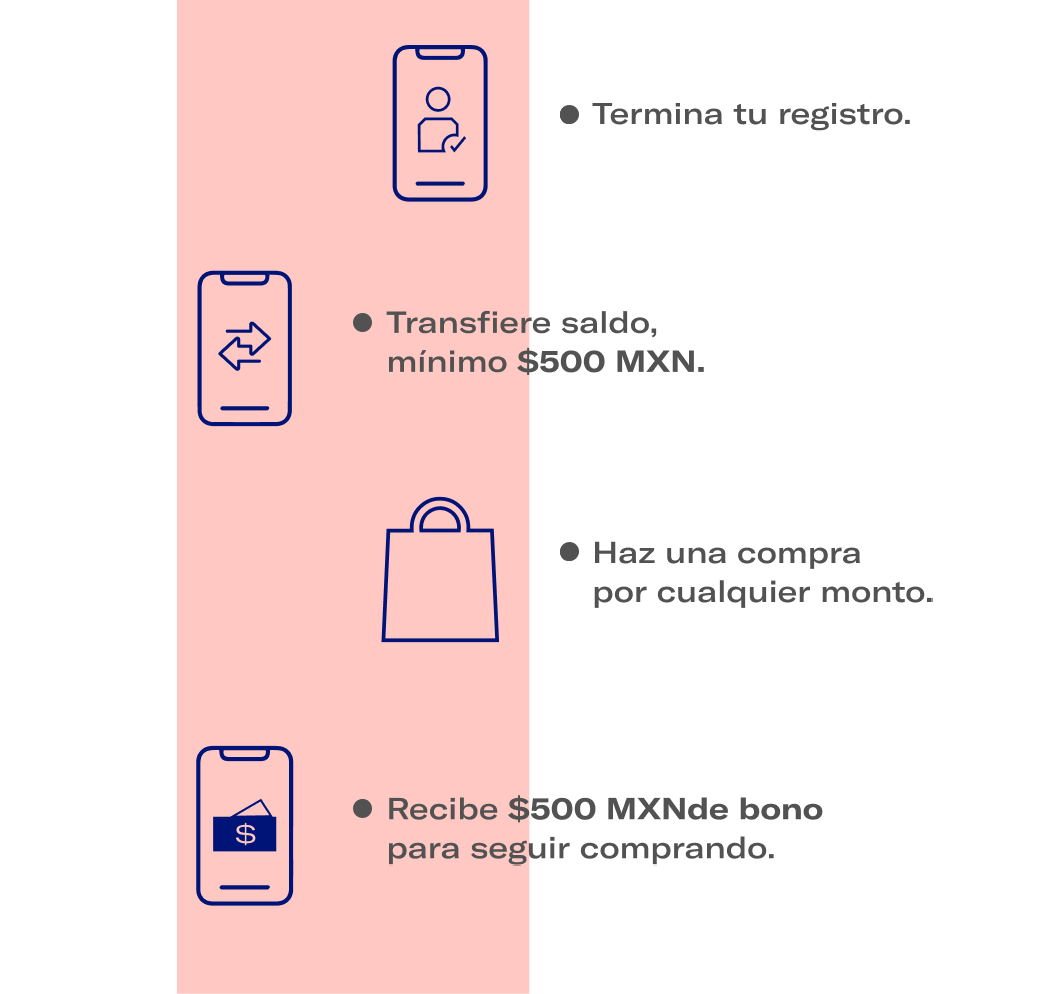 ● Termina tu registro.
● Transfiere saldo,
mínimo $500 MXN.
● Haz una compra
por cualquier monto.
$
● Recibe $500 MXNde bono
para seguir comprando.